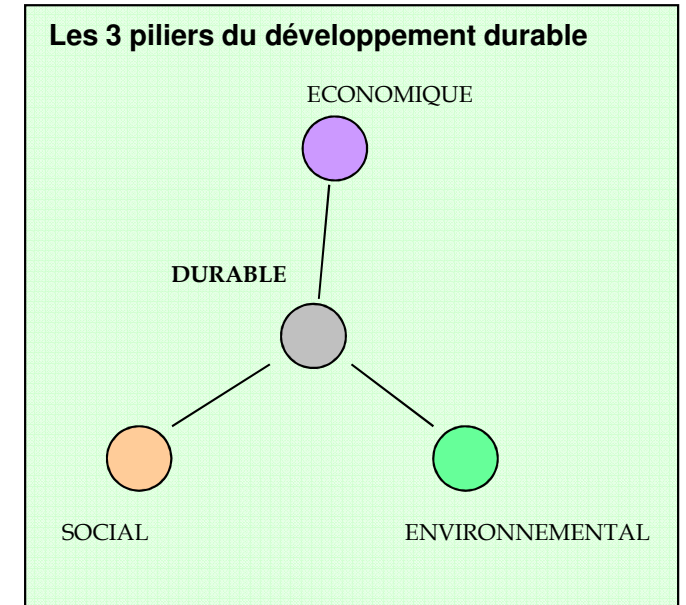 Les 3 piliers du développement durable
ECONOMIQUE
DURABLE
SOCIAL
ENVIRONNEMENTAL